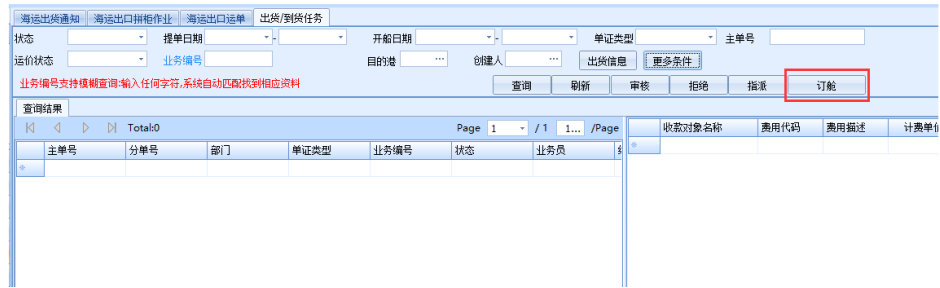 海运出货通知 海运出口拼柜作业 海运出口运单 出货/到货任务
状态 提单日期 - 开船日期 - 单证类型 主单号
运价状态 业务编号 目的港 ... 创建人 ... 出货信息 更多条件
业务编号支持模糊查询:输入任何字符,系统自动匹配找到相应资料
查询 刷新 审核 拒绝 指派 订舱
查询结果
Total:0 Page 1 / 1 1... /Page
主单号 分单号 部门 单证类型 业务编号 状态 业务员
收款对象名称 费用代码 费用描述 计费单位